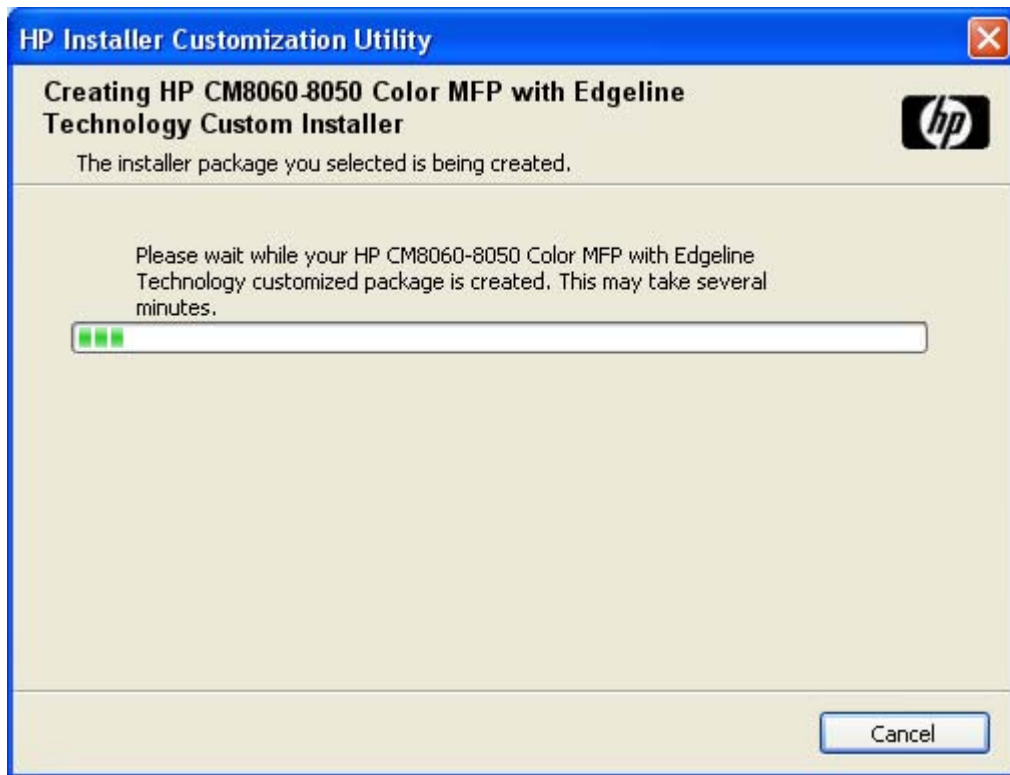 HP Installer Customization Utility
Creating HP CM8060-8050 Color MFP with Edgeline
Technology Custom Installer
hp
The installer package you selected is being created.
Please wait while your HP CM8060-8050 Color MFP with Edgeline
Technology customized package is created. This may take several
minutes.
Cancel